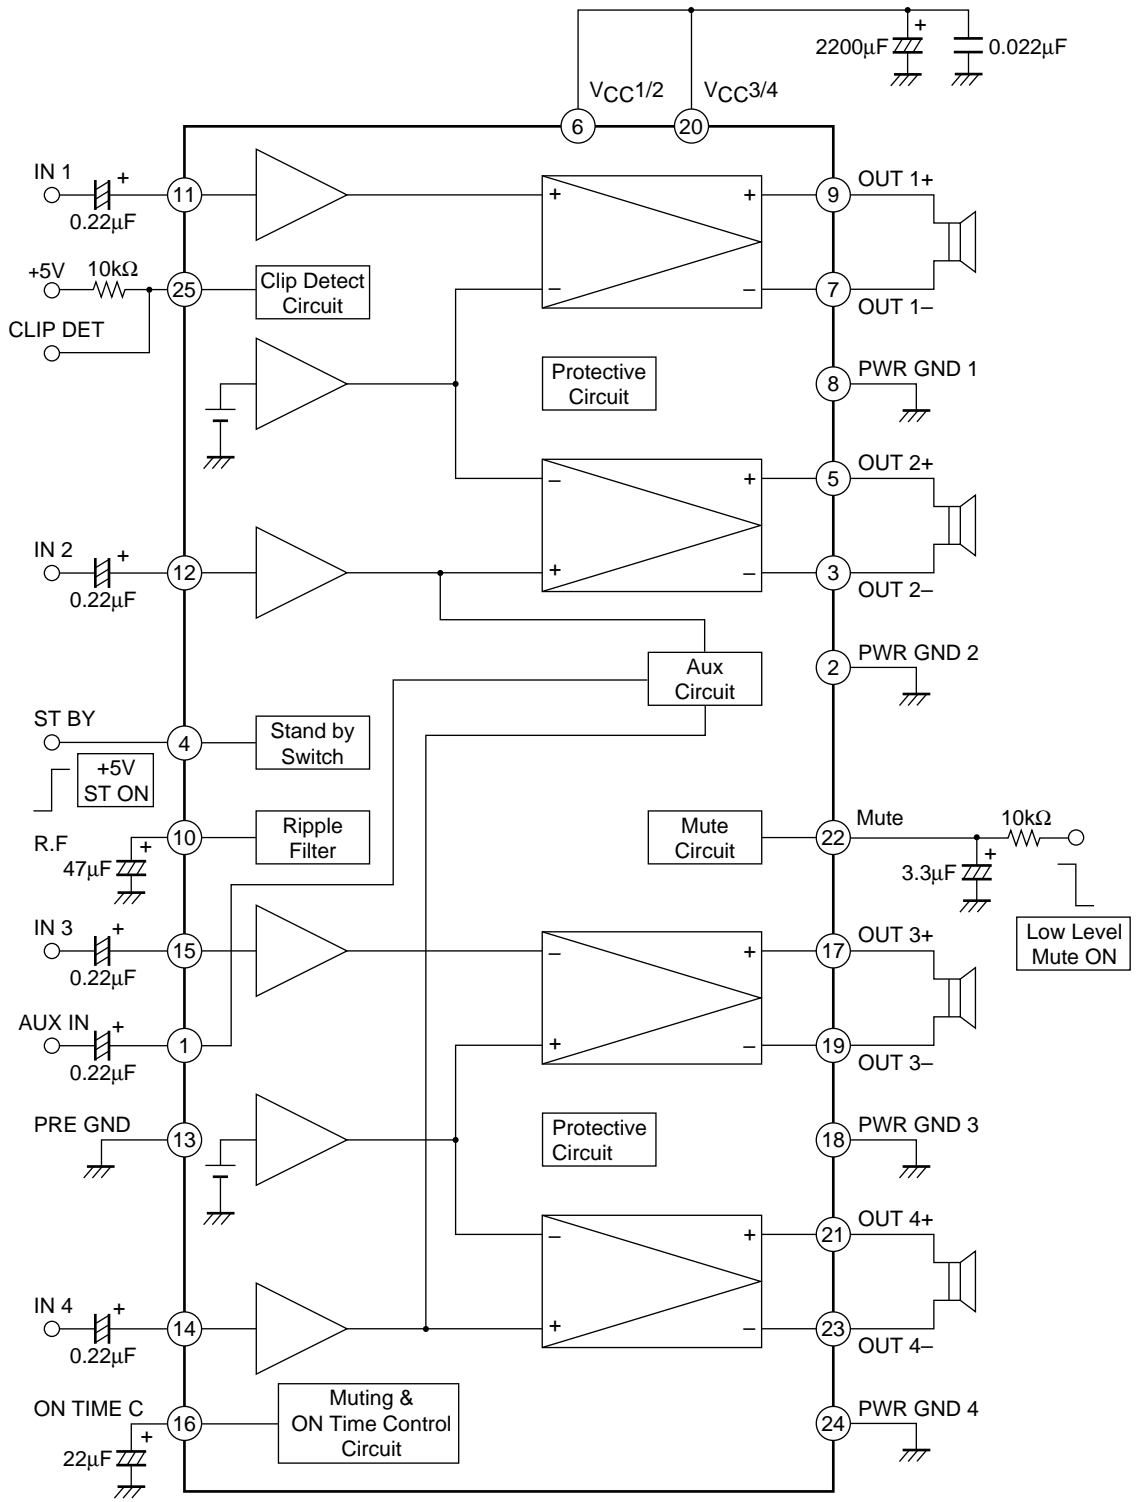 2200µF
+
0.022µF
VCC1/2
VCC3/4
6
20
IN 1
+
0.22µF
11
+
+
9
OUT 1+
+5V
10kΩ
25
Clip Detect
Circuit
–
–
7
OUT 1–
CLIP DET
Protective
Circuit
8
PWR GND 1
–
+
5
OUT 2+
IN 2
+
0.22µF
12
+
–
3
OUT 2–
Aux
Circuit
2
PWR GND 2
ST BY
4
Stand by
Switch
+5V
ST ON
R.F
+
47µF
10
Ripple
Filter
Mute
Circuit
22
Mute
10kΩ
+
3.3µF
Low Level
Mute ON
IN 3
+
0.22µF
15
–
+
17
OUT 3+
AUX IN
+
0.22µF
1
+
–
19
OUT 3–
PRE GND
13
Protective
Circuit
18
PWR GND 3
–
+
21
OUT 4+
IN 4
+
0.22µF
14
+
–
23
OUT 4–
ON TIME C
+
22µF
16
Muting &
ON Time Control
Circuit
24
PWR GND 4